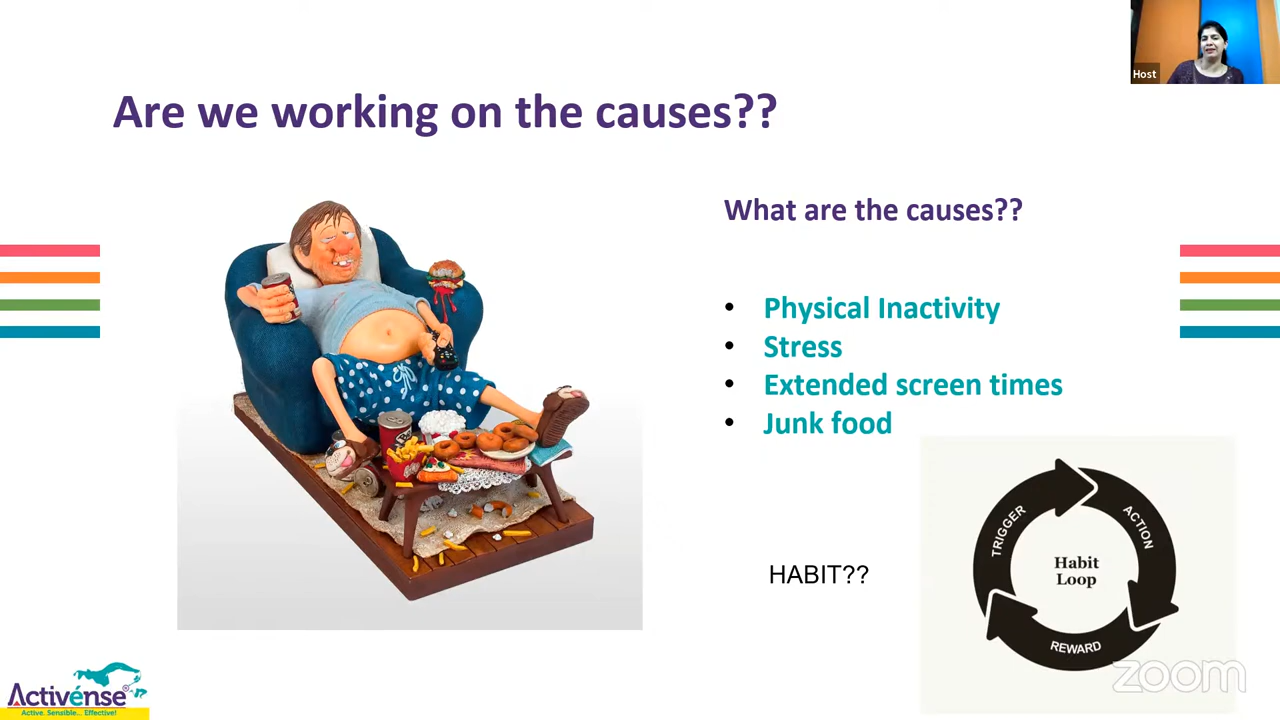 Host
Are we working on the causes??
What are the causes??
• Physical Inactivity
• Stress
• Extended screen times
• Junk food
HABIT??
TRIGGER
ACTION
Habit
Loop
REWARD
zoom
Activénse®
Active. Sensible... Effective!